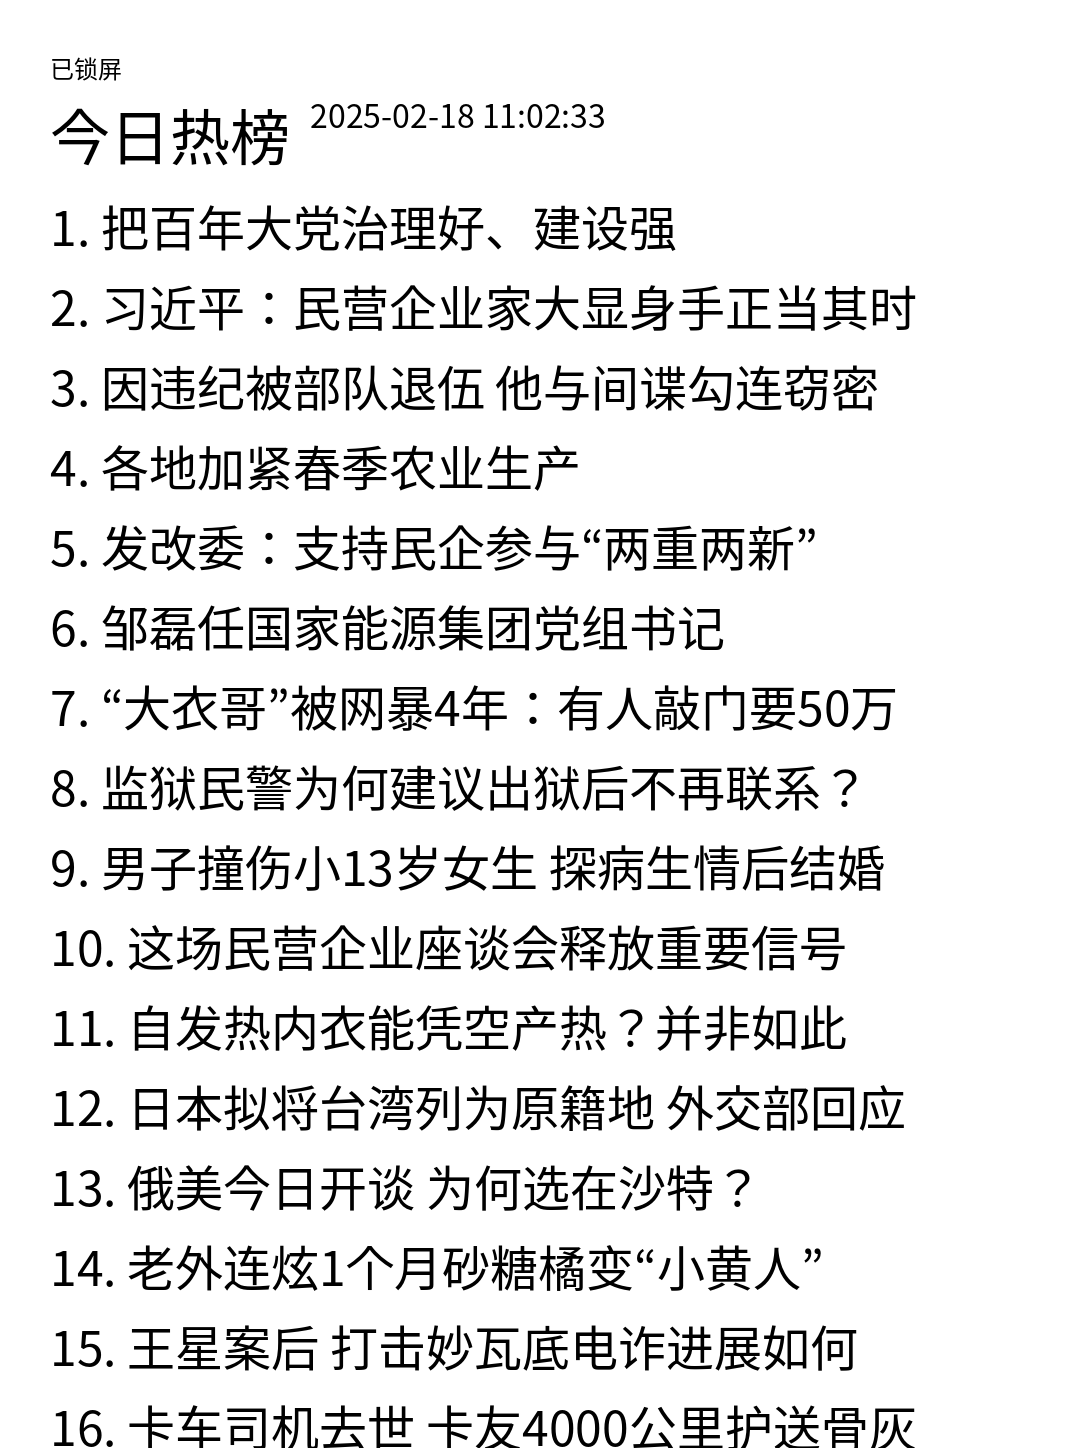 已锁屏
今日热榜 2025-02-18 11:02:33
1. 把百年大党治理好、建设强
2. 习近平：民营企业家大显身手正当其时
3. 因违纪被部队退伍 他与间谍勾连窃密
4. 各地加紧春季农业生产
5. 发改委：支持民企参与“两重两新”
6. 邹磊任国家能源集团党组书记
7. “大衣哥”被网暴4年：有人敲门要50万
8. 监狱民警为何建议出狱后不再联系？
9. 男子撞伤小13岁女生 探病生情后结婚
10. 这场民营企业座谈会释放重要信号
11. 自发热内衣能凭空产热？并非如此
12. 日本拟将台湾列为原籍地 外交部回应
13. 俄美今日开谈 为何选在沙特？
14. 老外连炫1个月砂糖橘变“小黄人”
15. 王星案后 打击妙瓦底电诈进展如何
16. 卡车司机去世 卡友4000公里护送骨灰